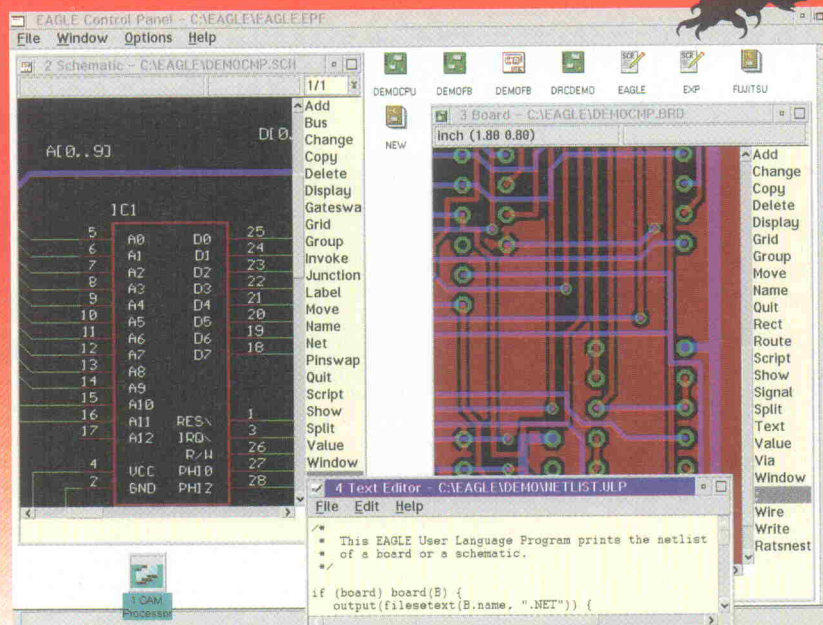 EAGLE Control Panel - C:\EAGLE\EAGLE.EPF
File Window Options Help
2 Schematic - C:\EAGLE\DEMOCMP.SCH
1/1
A[0..9]
D[0.
IC1
5 A0 D0 25
6 A1 D1 24
7 A2 D2 23
8 A3 D3 22
9 A4 D4 21
10 A5 D5 20
11 A6 D6 19
12 A7 D7 18
13 A8
14 A9
15 A10
16 A11 RES\ 1
17 A12 IRQ\ 3
R/W 26
4 VCC PHI0 27
2 GND PHI2 28
Add
Bus
Change
Copy
Delete
Display
Gateswa
Grid
Group
Invoke
Junction
Label
Move
Name
Net
Pinswap
Quit
Script
Show
Split
Value
Window
DEMOCPU
DEMOFB
DEMOFB
DRCDEMO
EAGLE
EXP
FUJITSU
NEW
3 Board - C:\EAGLE\DEMOCMP.BRD
inch (1.80 0.80)
Add
Change
Copy
Delete
Display
Grid
Group
Move
Name
Quit
Rect
Route
Script
Show
Signal
Split
Text
Value
Via
Window
;
Wire
Write
Ratsnest
4 Text Editor - C:\EAGLE\DEMO\NETLIST.ULP
File Edit Help
/*
* This EAGLE User Language Program prints the netlist
* of a board or a schematic.
*/
if (board) board(B) {
output(filesetext(B.name, ".NET")) {
1 CAM
Processor